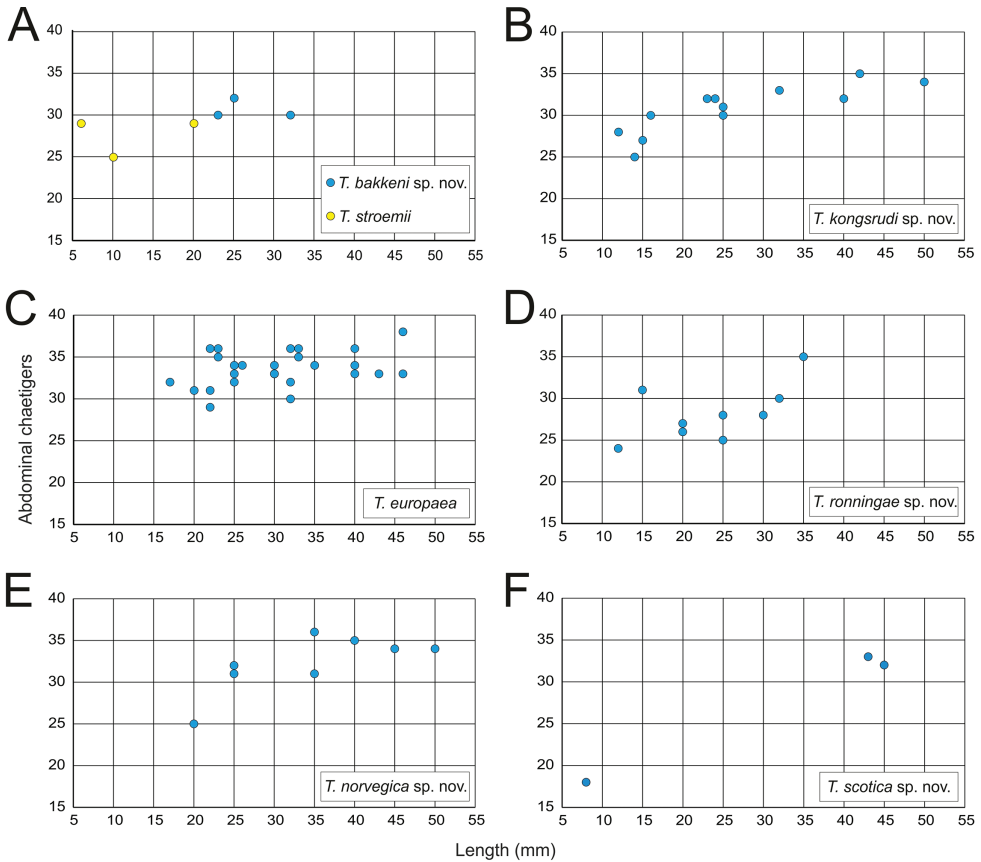 A
40
35
30
25
20
15
5 10 15 20 25 30 35 40 45 50 55
T. bakkeni sp. nov.
T. stroemii
B
40
35
30
25
20
15
5 10 15 20 25 30 35 40 45 50 55
T. kongsrudi sp. nov.
C
40
35
30
25
20
15
5 10 15 20 25 30 35 40 45 50 55
T. europaea
Abdominal chaetigers
D
40
35
30
25
20
15
5 10 15 20 25 30 35 40 45 50 55
T. ronningae sp. nov.
E
40
35
30
25
20
15
5 10 15 20 25 30 35 40 45 50 55
T. norvegica sp. nov.
F
40
35
30
25
20
15
5 10 15 20 25 30 35 40 45 50 55
T. scotica sp. nov.
Length (mm)